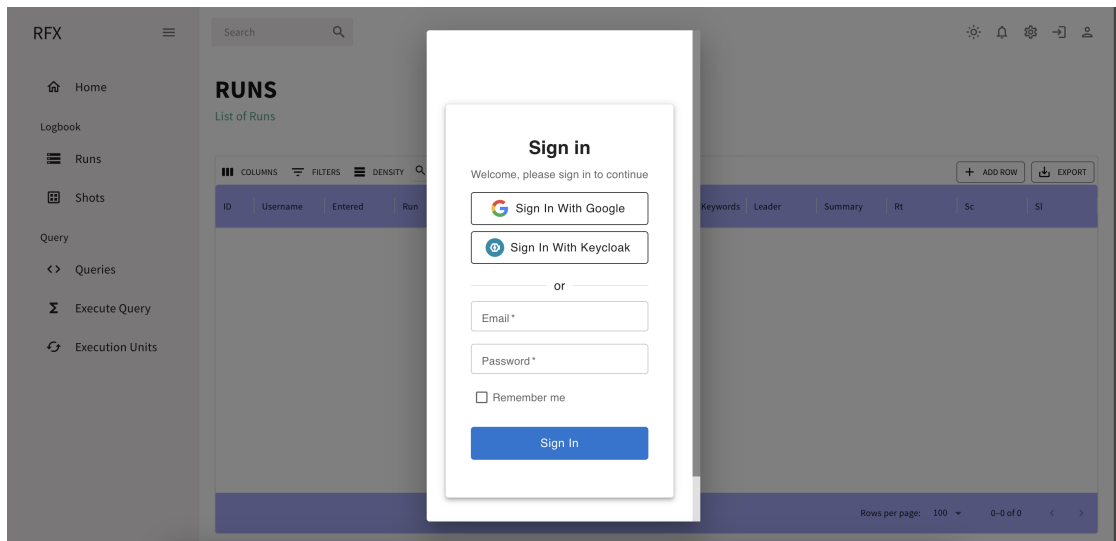 RFX
Search
Home
Logbook
Runs
Shots
Query
Queries
Execute Query
Execution Units
RUNS
List of Runs
COLUMNS FILTERS DENSITY
ADD ROW EXPORT
ID Username Entered Run Keywords Leader Summary Rt Sc SI
Sign in
Welcome, please sign in to continue
Sign In With Google
Sign In With Keycloak
or
Email *
Password *
Remember me
Sign In
Rows per page: 100 0–0 of 0